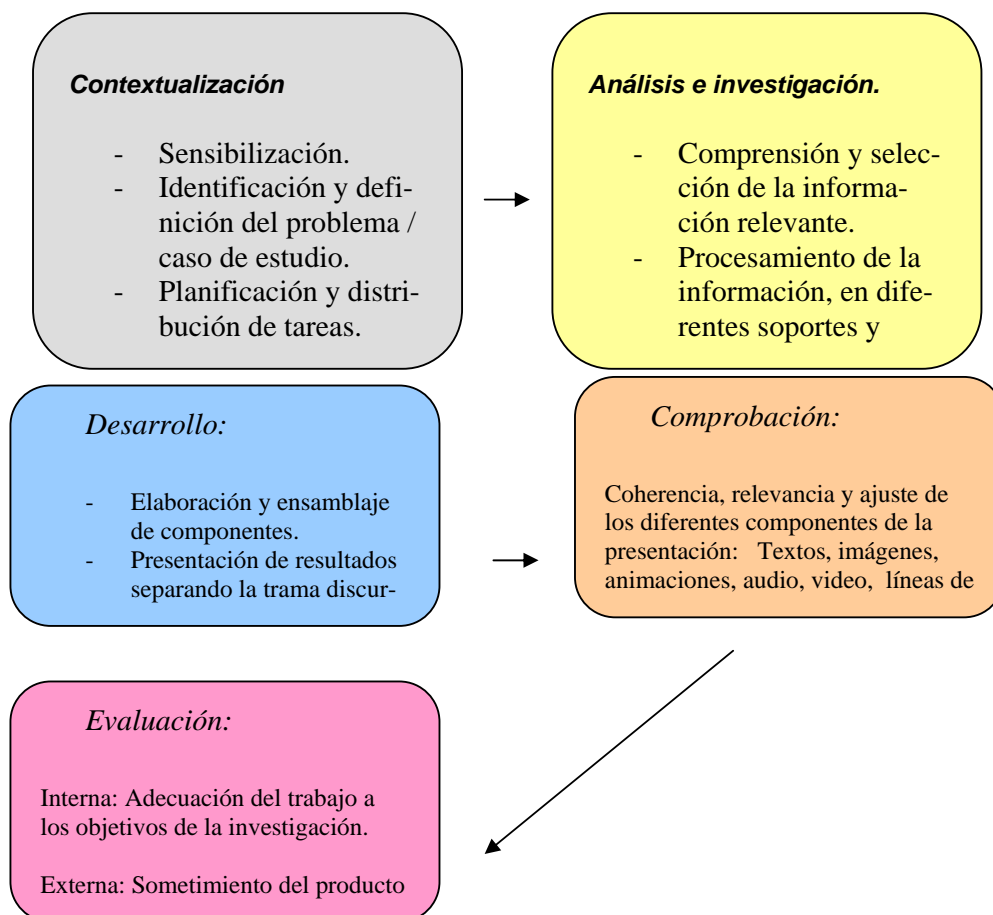 Contextualización
- Sensibilización.
- Identificación y defi-
nición del problema /
caso de estudio.
- Planificación y distri-
bución de tareas.
Análisis e investigación.
- Comprensión y selec-
ción de la informa-
ción relevante.
- Procesamiento de la
información, en dife-
rentes soportes y
Desarrollo:
- Elaboración y ensamblaje
de componentes.
- Presentación de resultados
separando la trama discur-
Comprobación:
Coherencia, relevancia y ajuste de
los diferentes componentes de la
presentación: Textos, imágenes,
animaciones, audio, video, líneas de
Evaluación:
Interna: Adecuación del trabajo a
los objetivos de la investigación.
Externa: Sometimiento del producto